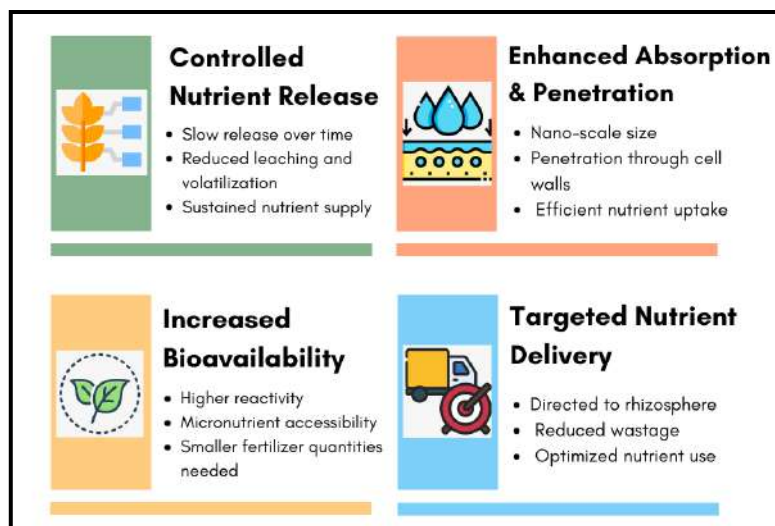 Controlled
Nutrient Release
• Slow release over time
• Reduced leaching and
volatilization
• Sustained nutrient supply
Enhanced Absorption
& Penetration
• Nano-scale size
• Penetration through cell
walls
• Efficient nutrient uptake
Increased
Bioavailability
• Higher reactivity
• Micronutrient accessibility
• Smaller fertilizer quantities
needed
Targeted Nutrient
Delivery
• Directed to rhizosphere
• Reduced wastage
• Optimized nutrient use